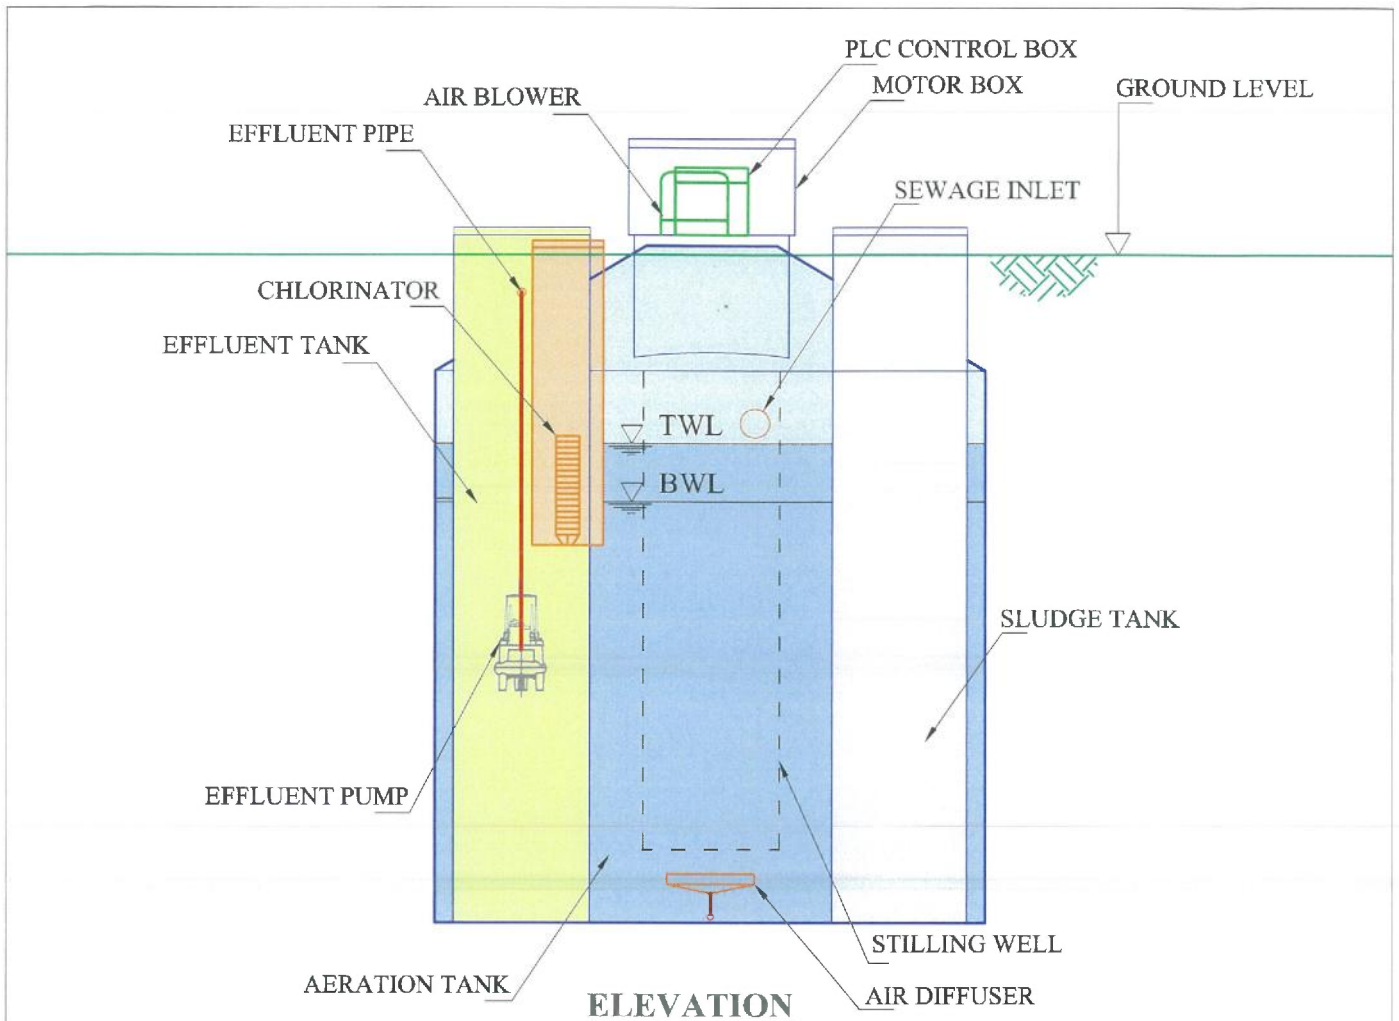 PLC CONTROL BOX
AIR BLOWER
MOTOR BOX
GROUND LEVEL
EFFLUENT PIPE
SEWAGE INLET
CHLORINATOR
EFFLUENT TANK
TWL
BWL
SLUDGE TANK
EFFLUENT PUMP
STILLING WELL
AERATION TANK
AIR DIFFUSER
ELEVATION